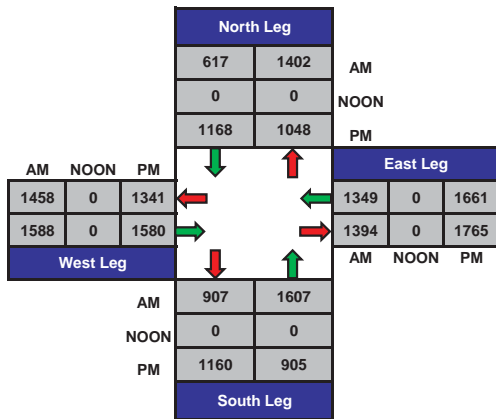 North Leg
617 1402 AM
0 0 NOON
1168 1048 PM
AM NOON PM East Leg
1458 0 1341 1349 0 1661
1588 0 1580 1394 0 1765
West Leg AM NOON PM
AM 907 1607
NOON 0 0
PM 1160 905
South Leg